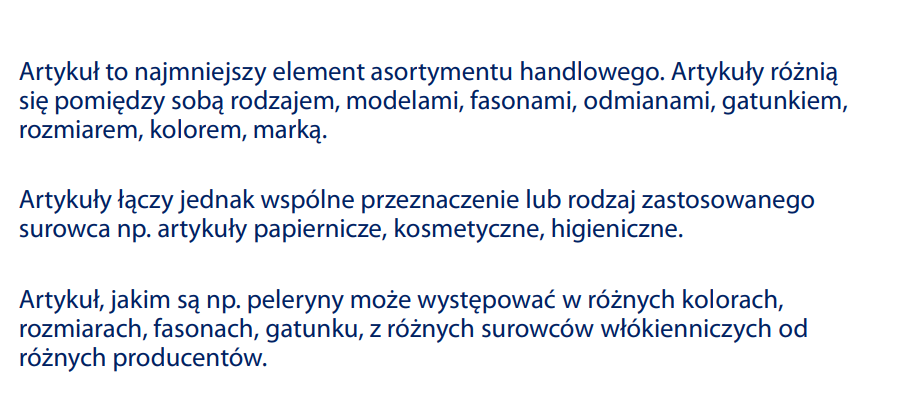 Artykuł to najmniejszy element asortymentu handlowego. Artykuły różnią
się pomiędzy sobą rodzajem, modelami, fasonami, odmianami, gatunkiem,
rozmiarem, kolorem, marką.
Artykuły łączy jednak wspólne przeznaczenie lub rodzaj zastosowanego
surowca np. artykuły papiernicze, kosmetyczne, higieniczne.
Artykuł, jakim są np. peleryny może występować w różnych kolorach,
rozmiarach, fasonach, gatunku, z różnych surowców włókienniczych od
różnych producentów.